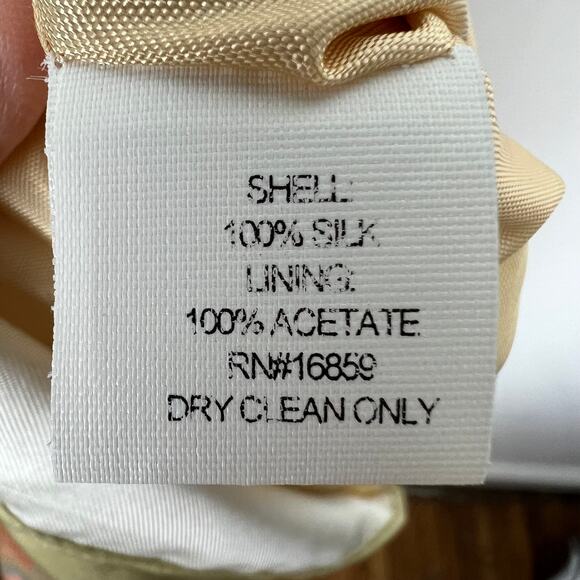 SHELL:
100% SILK
LINING:
100% ACETATE
RN#16859
DRY CLEAN ONLY